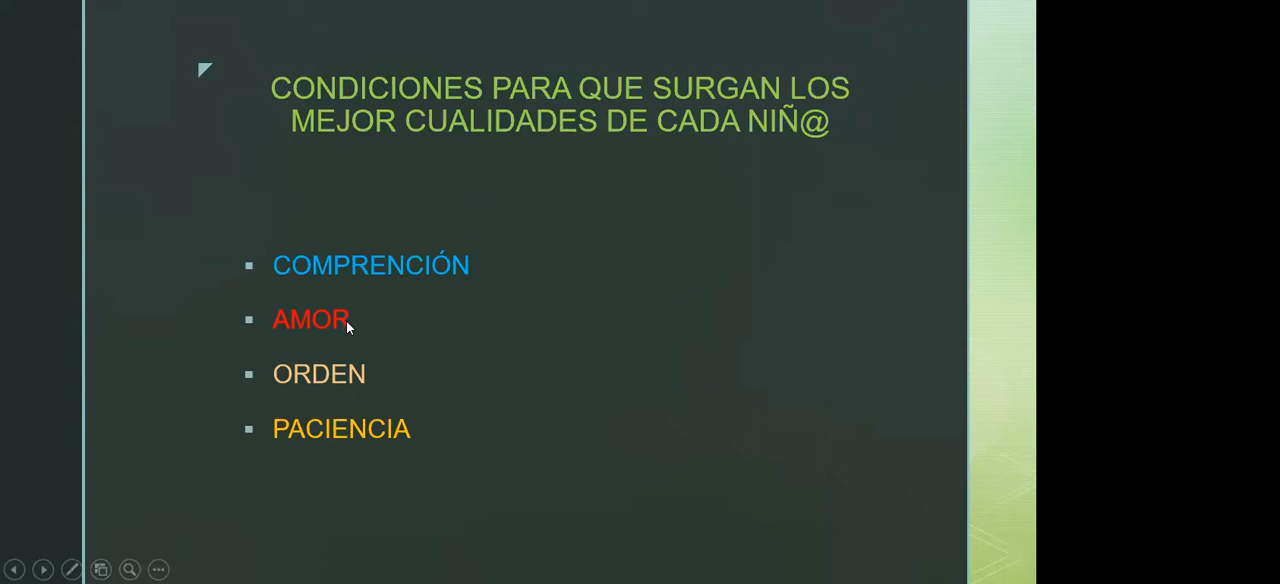 CONDICIONES PARA QUE SURGAN LOS
MEJOR CUALIDADES DE CADA NIÑ@
COMPRENCIÓN
AMOR
ORDEN
PACIENCIA